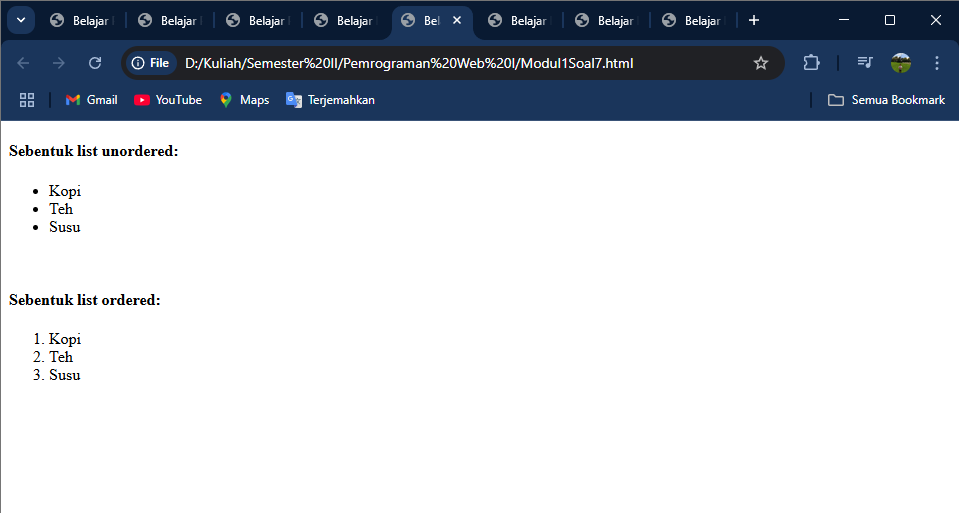 Belajar Belajar Belajar Belajar Bel Belajar Belajar Belajar
File D:/Kuliah/Semester%20II/Pemrograman%20Web%20I/Modul1Soal7.html
Gmail YouTube Maps Terjemahkan Semua Bookmark
Sebentuk list unordered:
• Kopi
• Teh
• Susu
Sebentuk list ordered:
1. Kopi
2. Teh
3. Susu